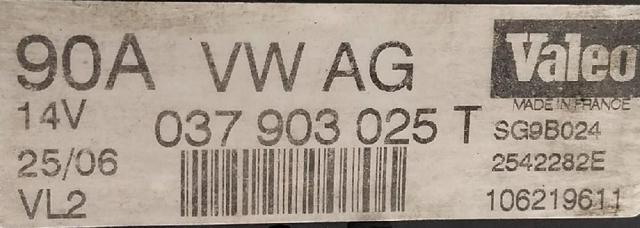 90A VW AG Valeo
MADE IN FRANCE
14V 037 903 025 T SG9B024
25/06 2542282E
VL2 106219611